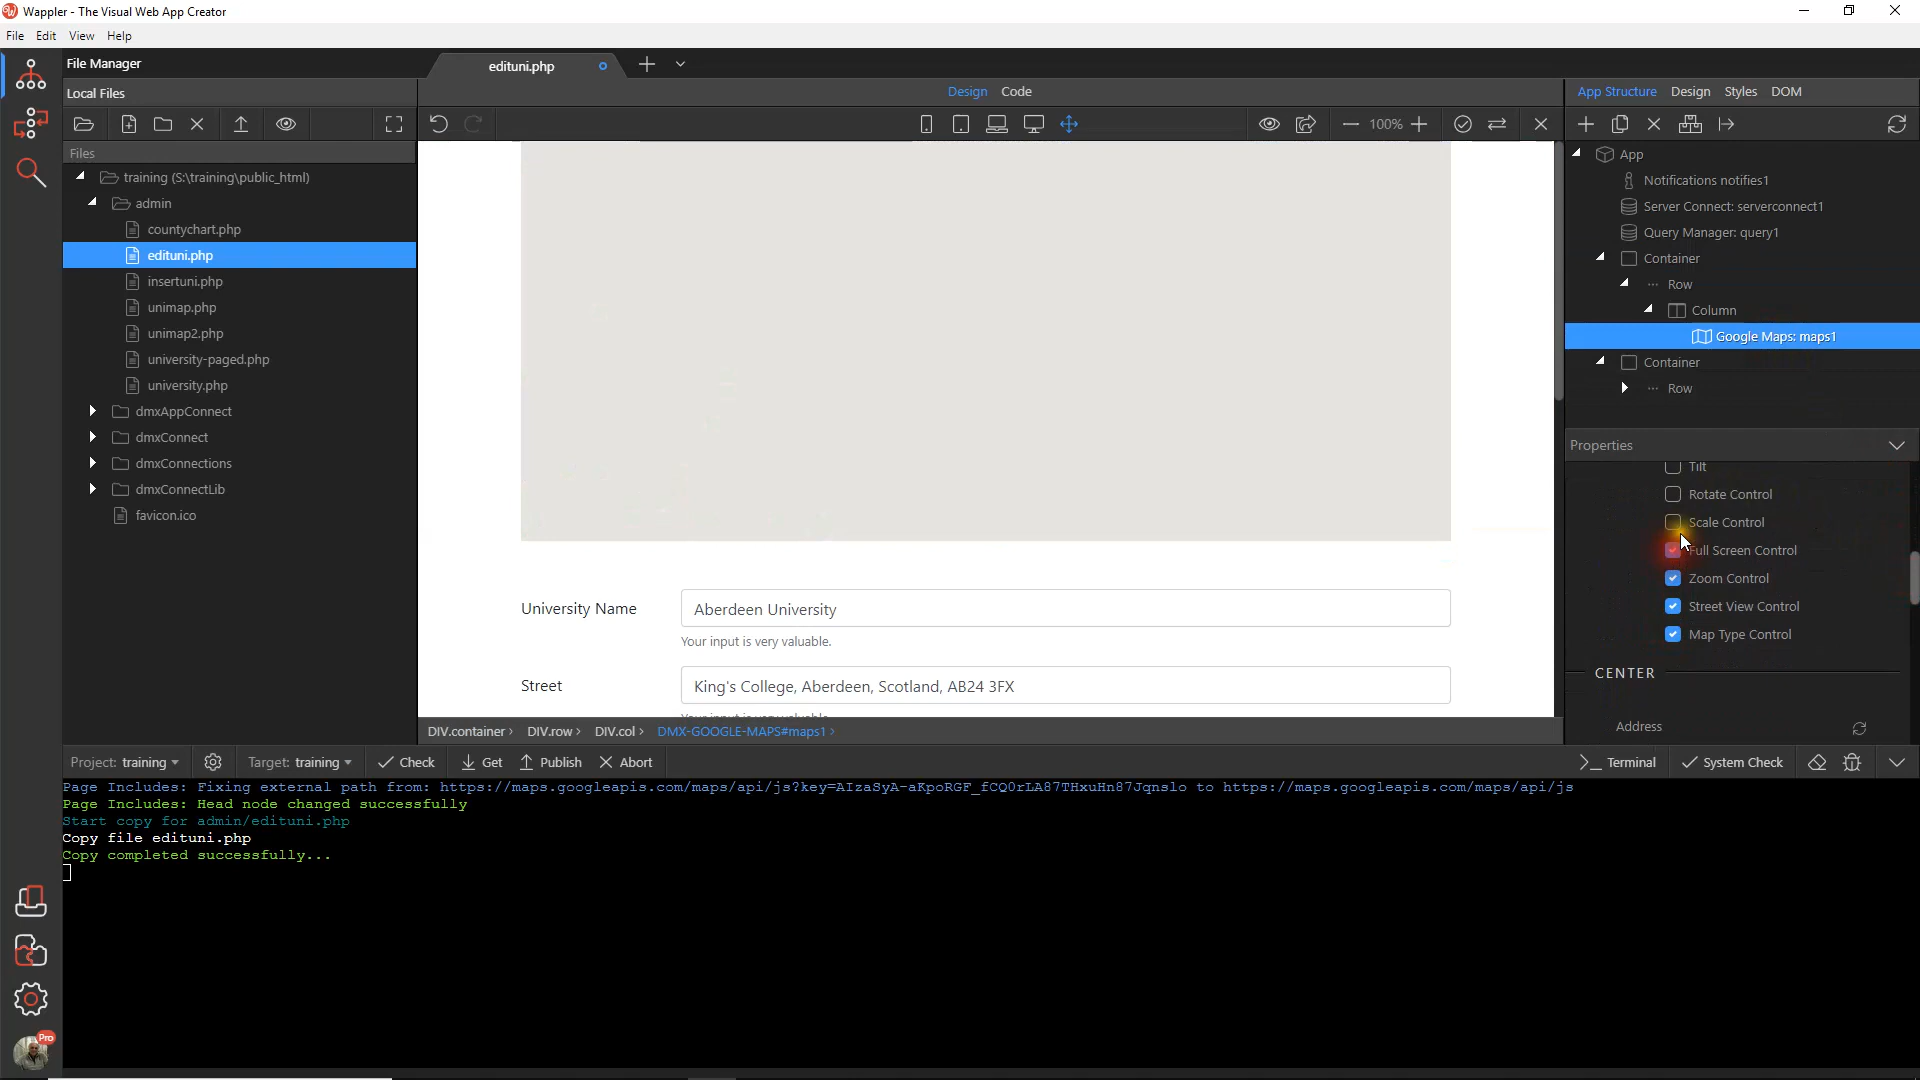 Wappler - The Visual Web App Creator
File Edit View Help
File Manager
edituni.php
Local Files
Design Code
App Structure Design Styles DOM
100%
Files
training (S:\training\public_html)
admin
countychart.php
edituni.php
insertuni.php
unimap.php
unimap2.php
university-paged.php
university.php
dmxAppConnect
dmxConnect
dmxConnections
dmxConnectLib
favicon.ico
University Name
Aberdeen University
Your input is very valuable.
Street
King's College, Aberdeen, Scotland, AB24 3FX
DIV.container DIV.row DIV.col DMX-GOOGLE-MAPS#maps1
App
Notifications notifies1
Server Connect: serverconnect1
Query Manager: query1
Container
Row
Column
Google Maps: maps1
Container
Row
Properties
Tilt
Rotate Control
Scale Control
Full Screen Control
Zoom Control
Street View Control
Map Type Control
CENTER
Address
Project: training Target: training Check Get Publish Abort
Terminal System Check
Page Includes: Fixing external path from: https://maps.googleapis.com/maps/api/js?key=AIzaSyA-aKpoRGF_fCQ0rLA87THxuHn87Jqnslo to https://maps.googleapis.com/maps/api/js
Page Includes: Head node changed successfully
Start copy for admin/edituni.php
Copy file edituni.php
Copy completed successfully...
Pro